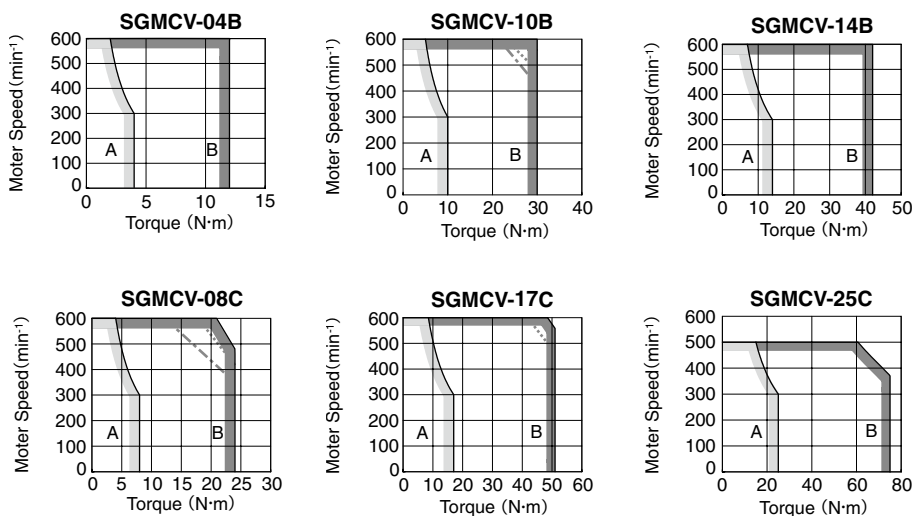 SGMCV-04B
Moter Speed(min-1)
600
500
400
300
200
100
0
A
B
0 5 10 15
Torque (N·m)
SGMCV-10B
Moter Speed(min-1)
600
500
400
300
200
100
0
A
B
0 10 20 30 40
Torque (N·m)
SGMCV-14B
Moter Speed(min-1)
600
500
400
300
200
100
0
A
B
0 10 20 30 40 50
Torque (N·m)
SGMCV-08C
Moter Speed(min-1)
600
500
400
300
200
100
0
A
B
0 5 10 15 20 25 30
Torque (N·m)
SGMCV-17C
Moter Speed(min-1)
600
500
400
300
200
100
0
A
B
0 10 20 30 40 50 60
Torque (N·m)
SGMCV-25C
Moter Speed(min-1)
600
500
400
300
200
100
0
A
B
0 20 40 60 80
Torque (N·m)